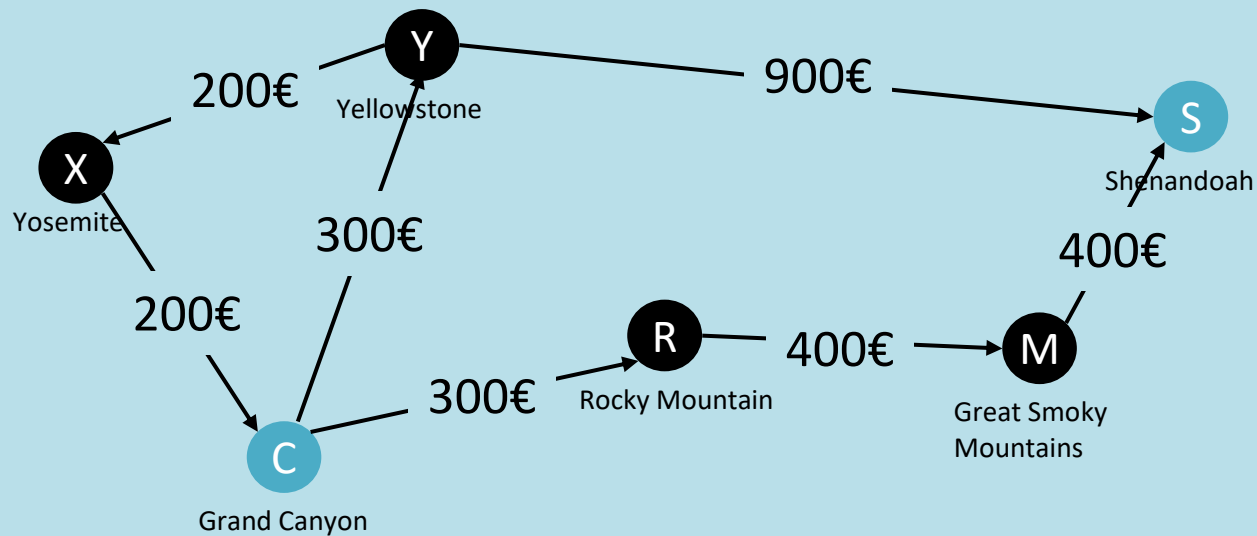 Y
200€
900€
Yellowstone
S
X
Shenandoah
Yosemite
300€
400€
200€
R
400€
M
300€
Rocky Mountain
Great Smoky
Mountains
C
Grand Canyon